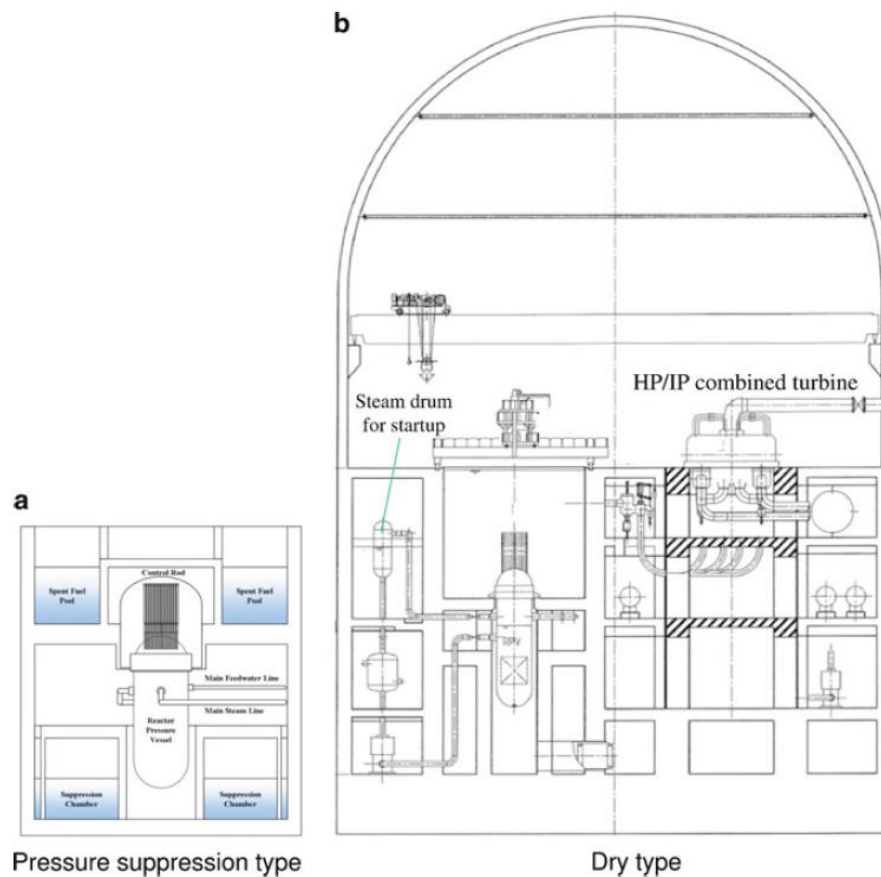 b
Steam drum
for startup
HP/IP combined turbine
RPV
a
Control Rod
Spent Fuel
Pool
Spent Fuel
Pool
Main Feedwater Line
Main Steam Line
Reactor
Pressure
Vessel
Suppression
Chamber
Suppression
Chamber
Pressure suppression type
Dry type